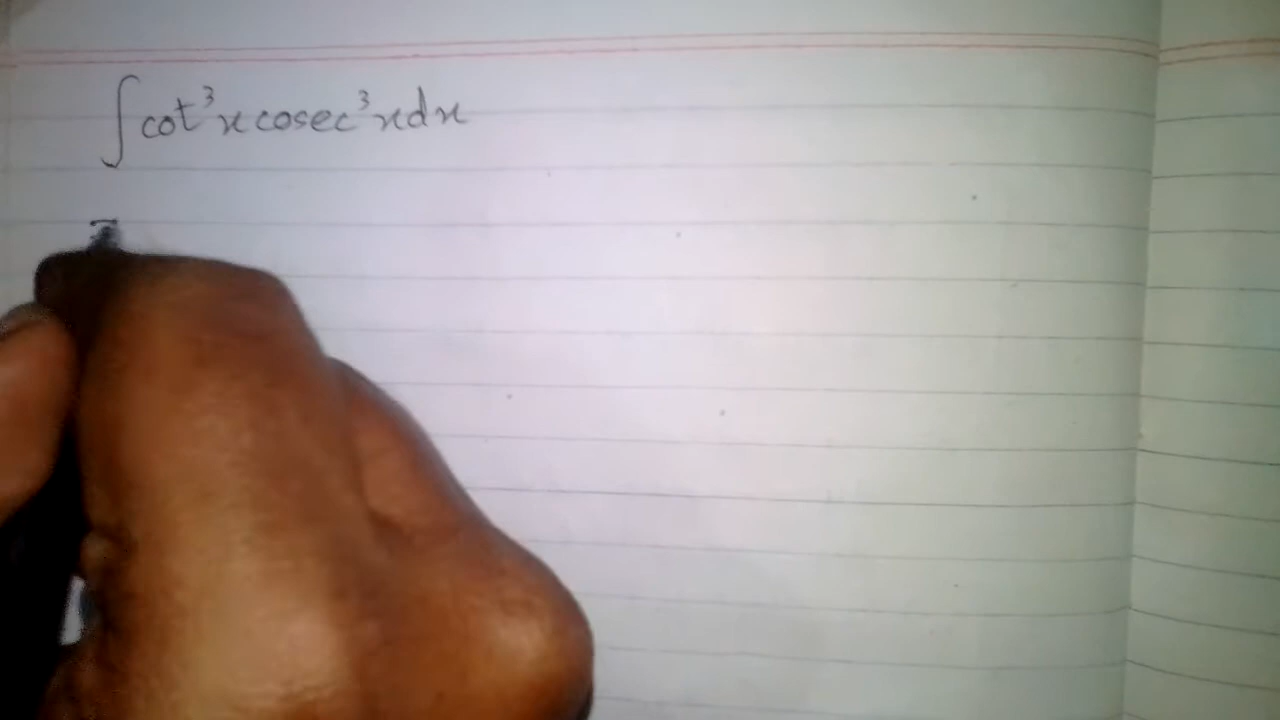 ∫cot³x cosec³x dx
=